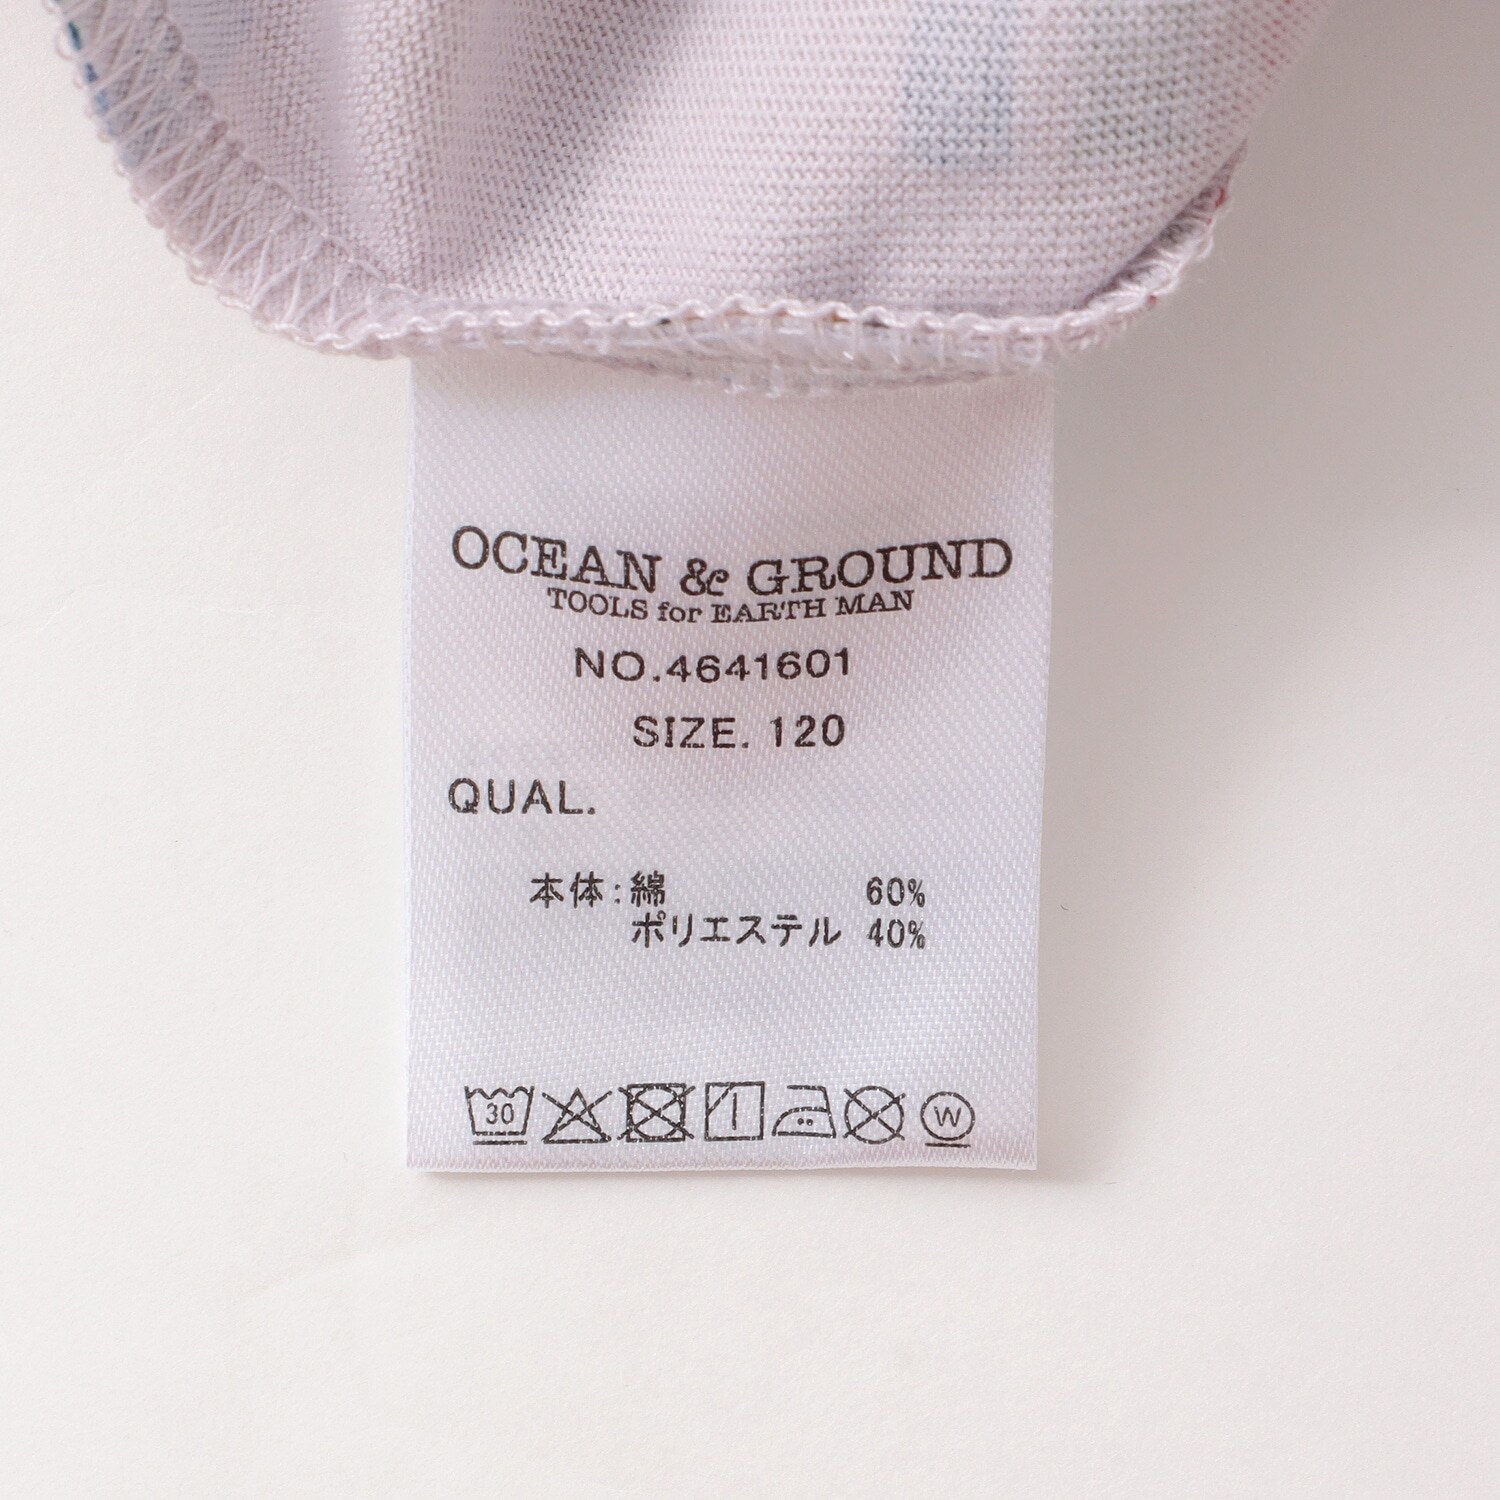 OCEAN & GROUND
TOOLS for EARTH MAN
NO.4641601
SIZE. 120
QUAL.
本体:綿 60%
ポリエステル 40%
30 W